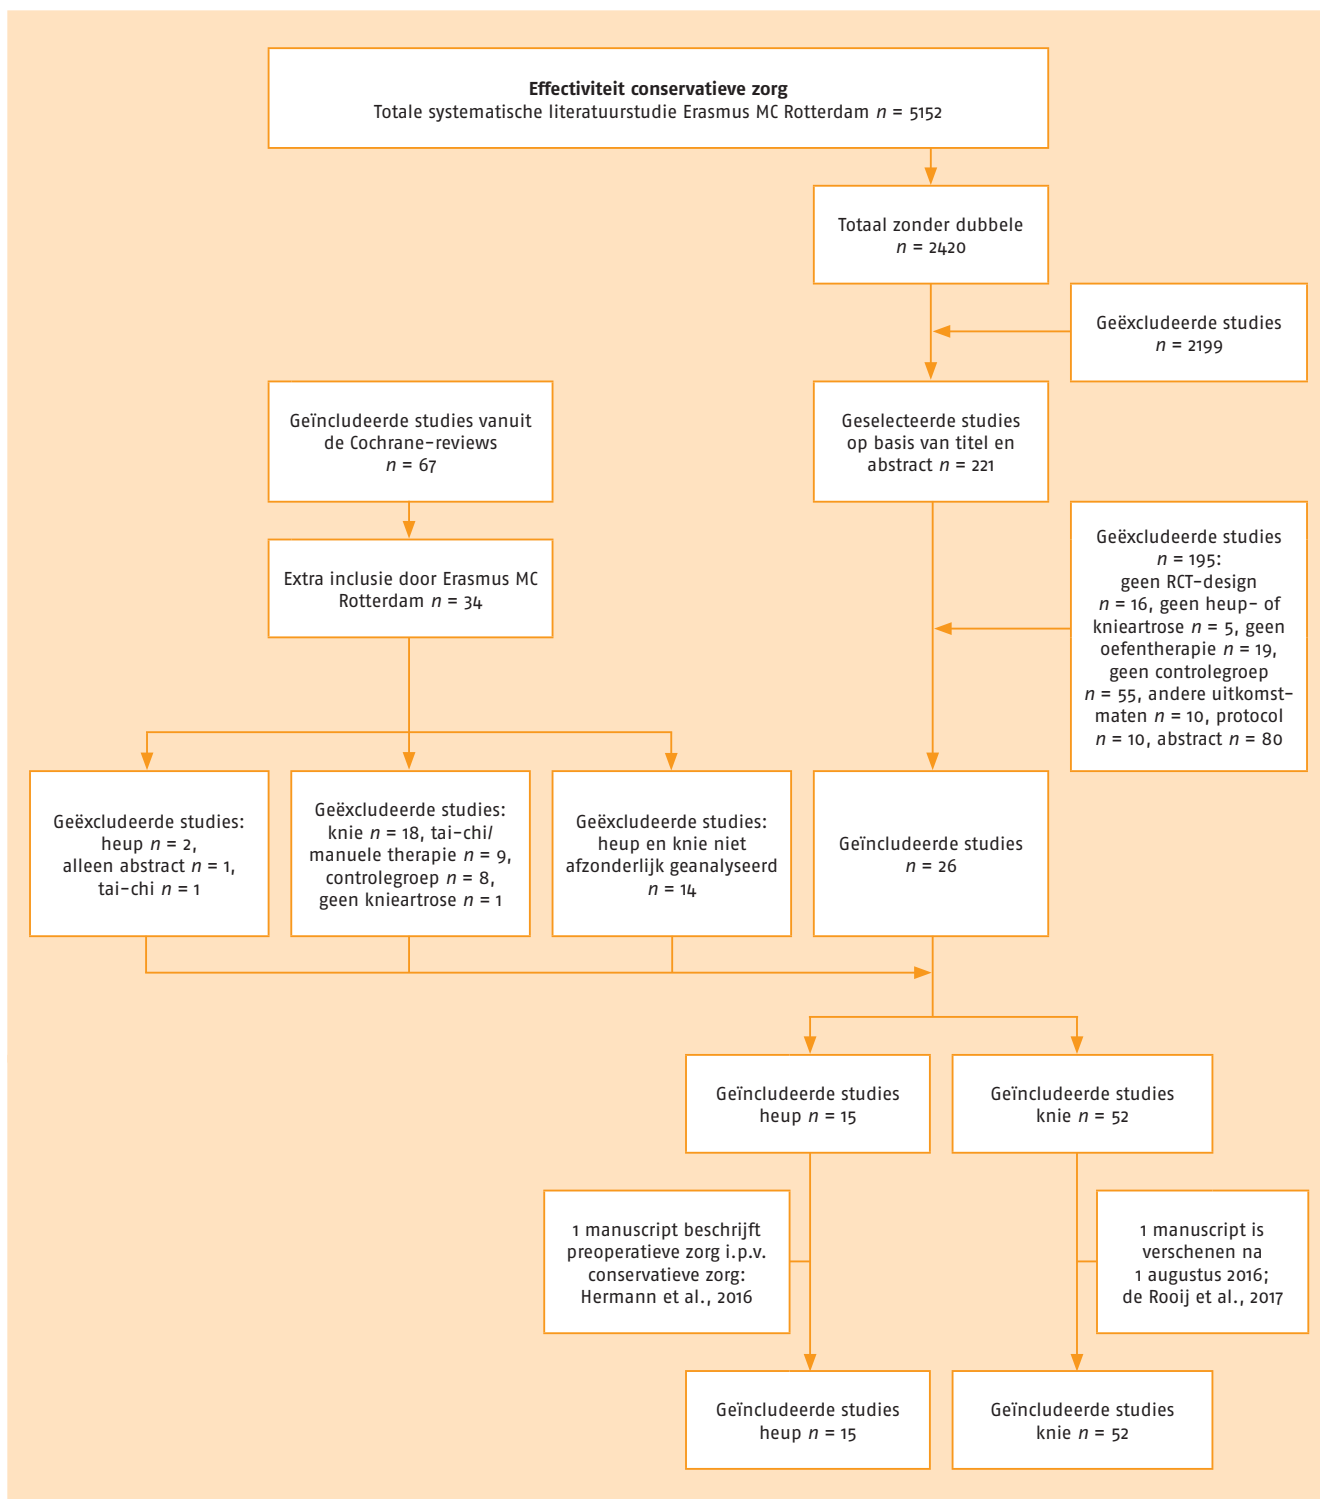 Effectiviteit conservatieve zorg
Totale systematische literatuurstudie Erasmus MC Rotterdam n = 5152
Totaal zonder dubbele
n = 2420
Geëxcludeerde studies
n = 2199
Geïncludeerde studies vanuit
de Cochrane-reviews
n = 67
Geselecteerde studies
op basis van titel en
abstract n = 221
Extra inclusie door Erasmus MC
Rotterdam n = 34
Geëxcludeerde studies
n = 195:
geen RCT-design
n = 16, geen heup- of
knieartrose n = 5, geen
oefentherapie n = 19,
geen controlegroep
n = 55, andere uitkomst-
maten n = 10, protocol
n = 10, abstract n = 80
Geëxcludeerde studies:
heup n = 2,
alleen abstract n = 1,
tai-chi n = 1
Geëxcludeerde studies:
knie n = 18, tai-chi/
manuele therapie n = 9,
controlegroep n = 8,
geen knieartrose n = 1
Geëxcludeerde studies:
heup en knie niet
afzonderlijk geanalyseerd
n = 14
Geïncludeerde studies
n = 26
Geïncludeerde studies
heup n = 15
Geïncludeerde studies
knie n = 52
1 manuscript beschrijft
preoperatieve zorg i.p.v.
conservatieve zorg:
Hermann et al., 2016
1 manuscript is
verschenen na
1 augustus 2016;
de Rooij et al., 2017
Geïncludeerde studies
heup n = 15
Geïncludeerde studies
knie n = 52